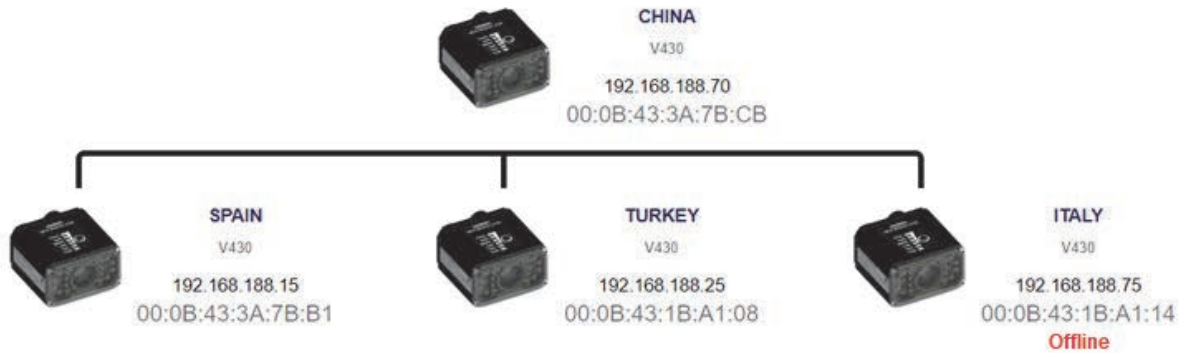 CHINA
V430
192.168.188.70
00:0B:43:3A:7B:CB
SPAIN
V430
192.168.188.15
00:0B:43:3A:7B:B1
TURKEY
V430
192.168.188.25
00:0B:43:1B:A1:08
ITALY
V430
192.168.188.75
00:0B:43:1B:A1:14
Offline